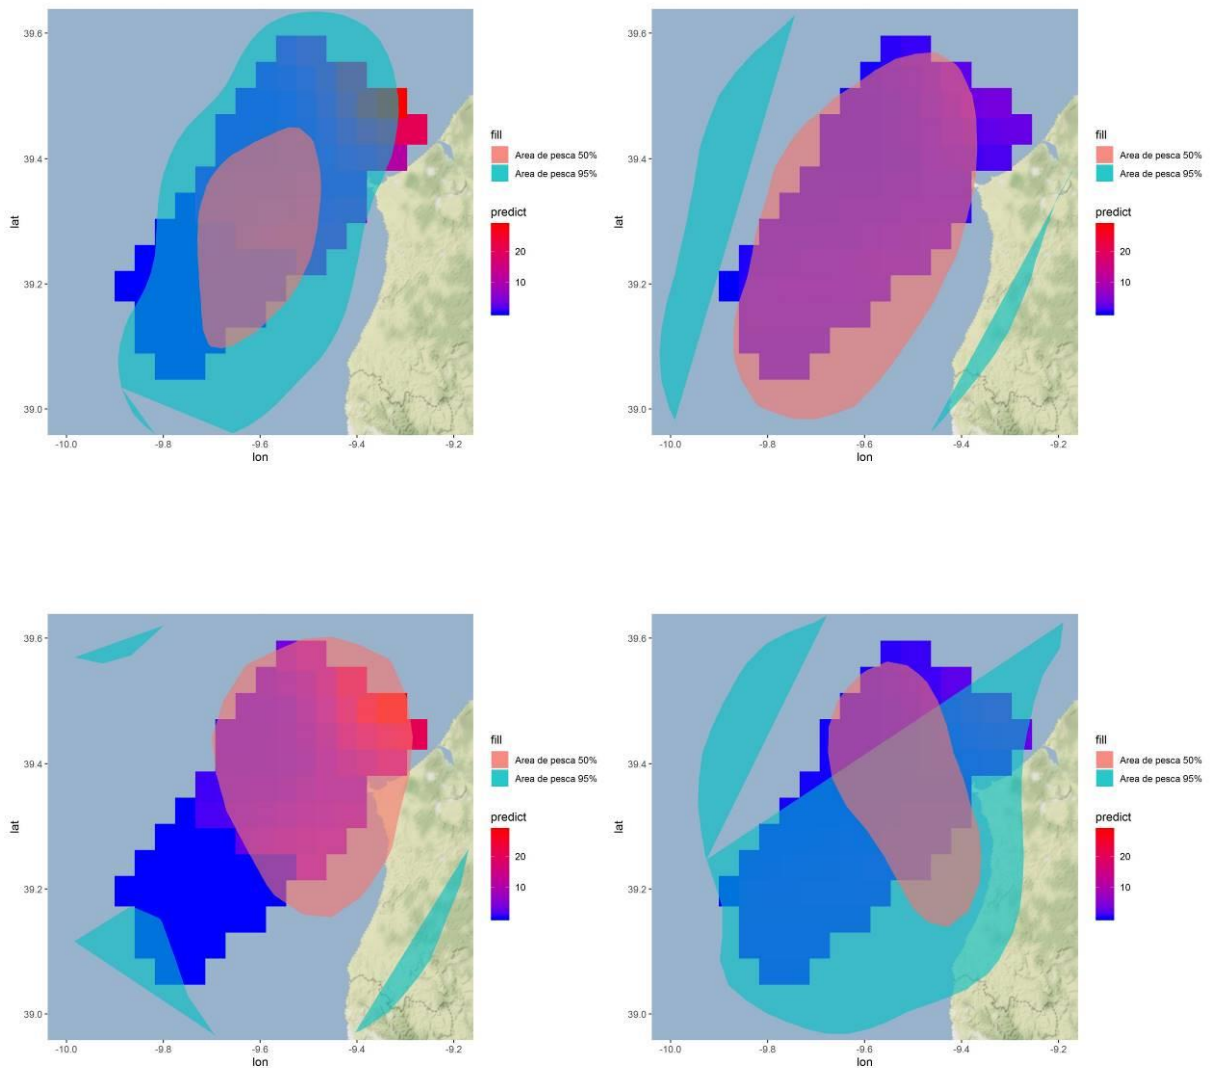 39.6
39.4
39.2
39.0
lat
-10.0
-9.8
-9.6
-9.4
-9.2
lon
fill
Area de pesca 50%
Area de pesca 95%
predict
20
10
39.6
39.4
39.2
39.0
lat
-10.0
-9.8
-9.6
-9.4
-9.2
lon
fill
Area de pesca 50%
Area de pesca 95%
predict
20
10
39.6
39.4
39.2
39.0
lat
-10.0
-9.8
-9.6
-9.4
-9.2
lon
fill
Area de pesca 50%
Area de pesca 95%
predict
20
10
39.6
39.4
39.2
39.0
lat
-10.0
-9.8
-9.6
-9.4
-9.2
lon
fill
Area de pesca 50%
Area de pesca 95%
predict
20
10